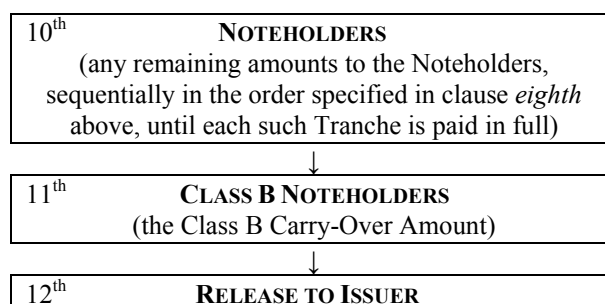 10th NOTEHOLDERS
(any remaining amounts to the Noteholders,
sequentially in the order specified in clause eighth
above, until each such Tranche is paid in full)
↓
11th CLASS B NOTEHOLDERS
(the Class B Carry-Over Amount)
↓
12th RELEASE TO ISSUER